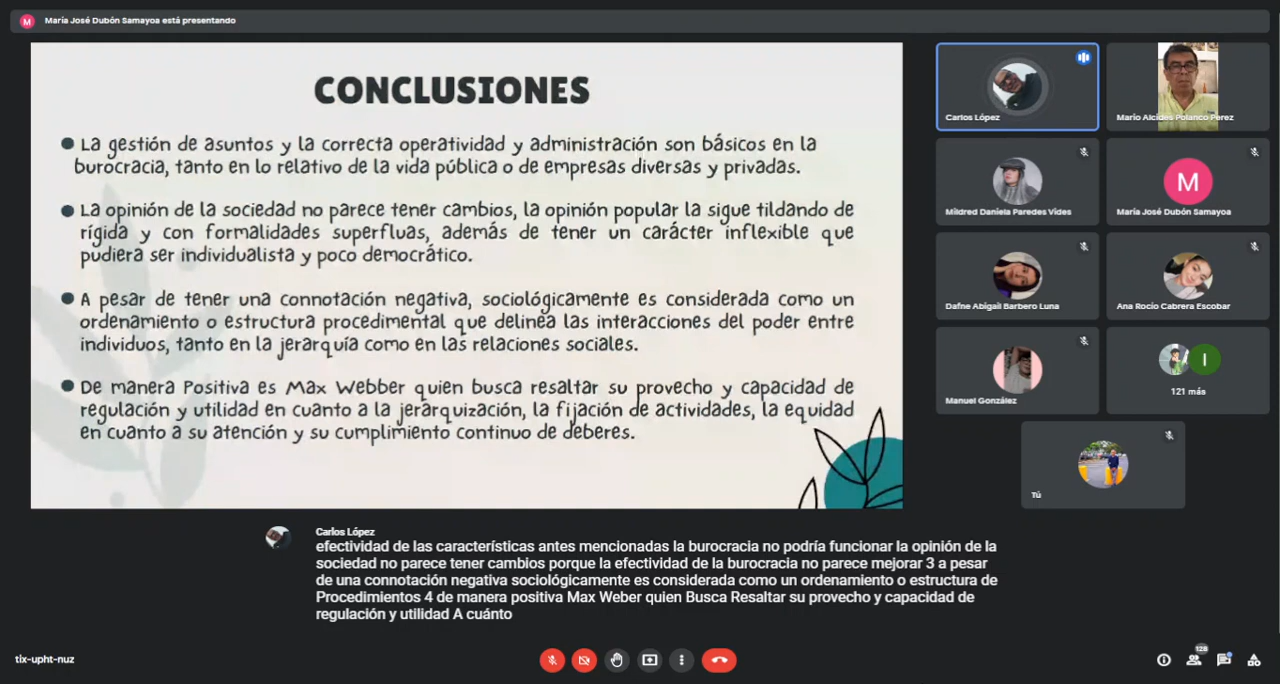 M María José Dubón Samayoa está presentando
CONCLUSIONES
La gestión de asuntos y la correcta operatividad y administración son básicos en la
burocracia, tanto en lo relativo de la vida pública o de empresas diversas y privadas.
La opinión de la sociedad no parece tener cambios, la opinión popular la sigue tildando de
rígida y con formalidades superfluas, además de tener un carácter inflexible que
pudiera ser individualista y poco democrático.
A pesar de tener una connotación negativa, sociológicamente es considerada como un
ordenamiento o estructura procedimental que delinea las interacciones del poder entre
individuos, tanto en la jerarquía como en las relaciones sociales.
De manera Positiva es Max Webber quien busca resaltar su provecho y capacidad de
regulación y utilidad en cuanto a la jerarquización, la fijación de actividades, la equidad
en cuanto a su atención y su cumplimiento continuo de deberes.
Carlos López
Mario Alcides Polanco Perez
Mildred Daniela Paredes Vides
M
María José Dubón Samayoa
Dafne Abigail Barbero Luna
Ana Rocío Cabrera Escobar
Manuel González
I
121 más
Tú
Carlos López
efectividad de las características antes mencionadas la burocracia no podría funcionar la opinión de la
sociedad no parece tener cambios porque la efectividad de la burocracia no parece mejorar 3 a pesar
de una connotación negativa sociológicamente es considerada como un ordenamiento o estructura de
Procedimientos 4 de manera positiva Max Weber quien Busca Resaltar su provecho y capacidad de
regulación y utilidad A cuánto
tix-upht-nuz
128